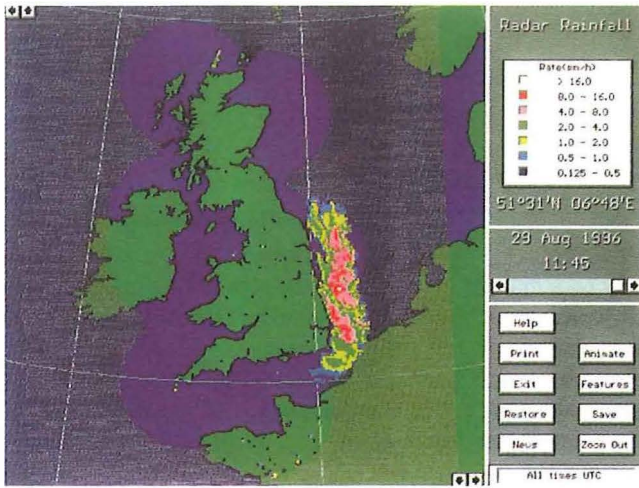 Radar Rainfall
Rate(mm/h)
> 16.0
8.0 - 16.0
4.0 - 8.0
2.0 - 4.0
1.0 - 2.0
0.5 - 1.0
0.125 - 0.5
51°31'N 06°48'E
29 Aug 1996
11:45
Help
Print Animate
Exit Features
Restore Save
News Zoom Out
All times UTC